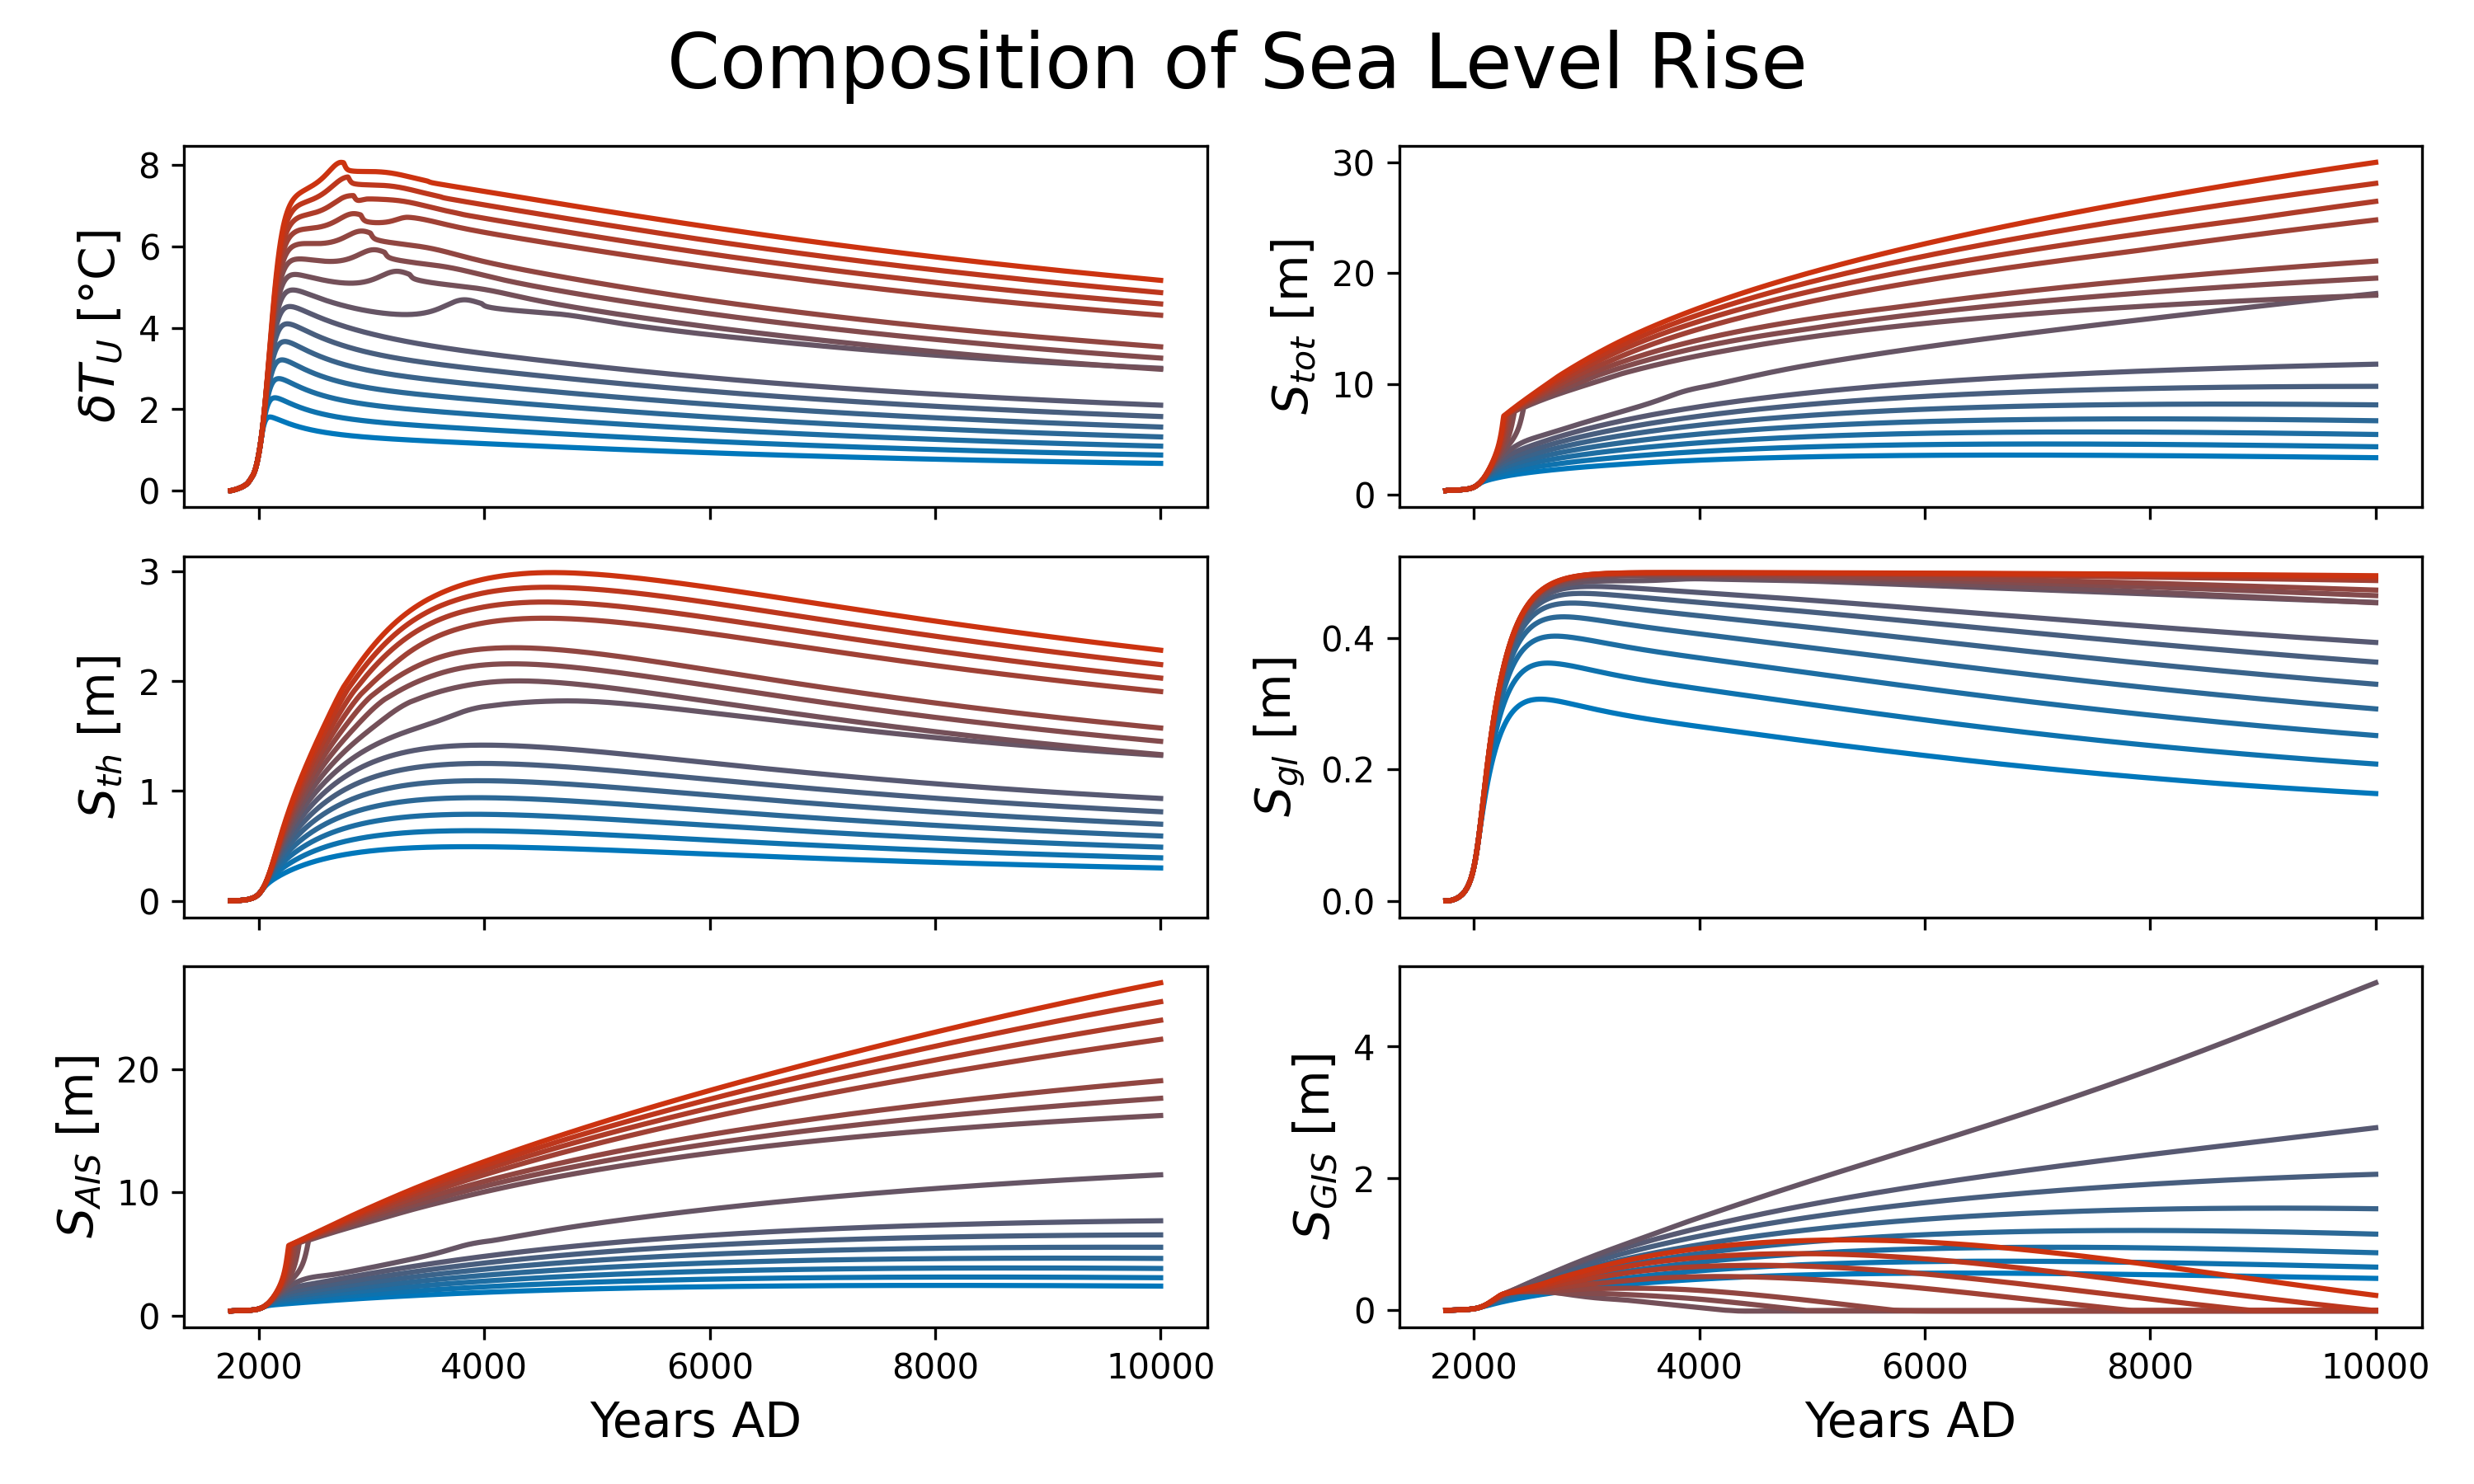 Composition of Sea Level Rise
δT_U [°C]
8
6
4
2
0
S_tot [m]
30
20
10
0
S_th [m]
3
2
1
0
S_gl [m]
0.4
0.2
0.0
S_AIS [m]
20
10
0
2000 4000 6000 8000 10000
Years AD
S_GIS [m]
4
2
0
2000 4000 6000 8000 10000
Years AD